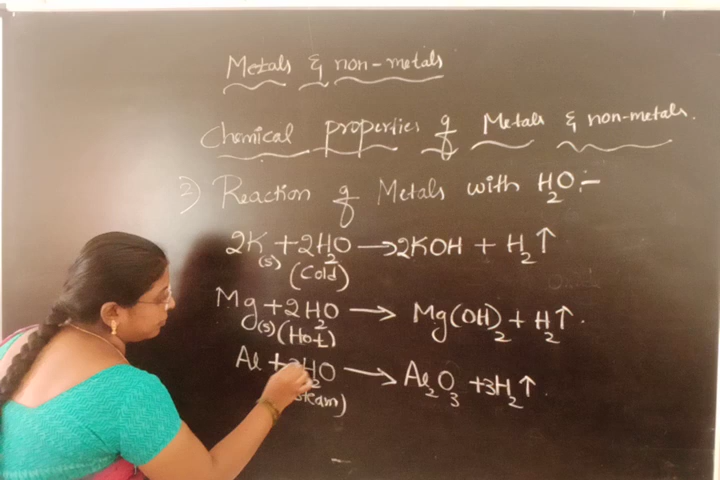 Metals & non-metals
Chemical properties of Metals & non-metals.
2) Reaction of Metals with H₂O:-
2K(s) + 2H₂O → 2KOH + H₂↑
(Cold)
Mg(s) + 2H₂O → Mg(OH)₂ + H₂↑.
(Hot)
Al + H₂O → Al₂O₃ + 3H₂↑.